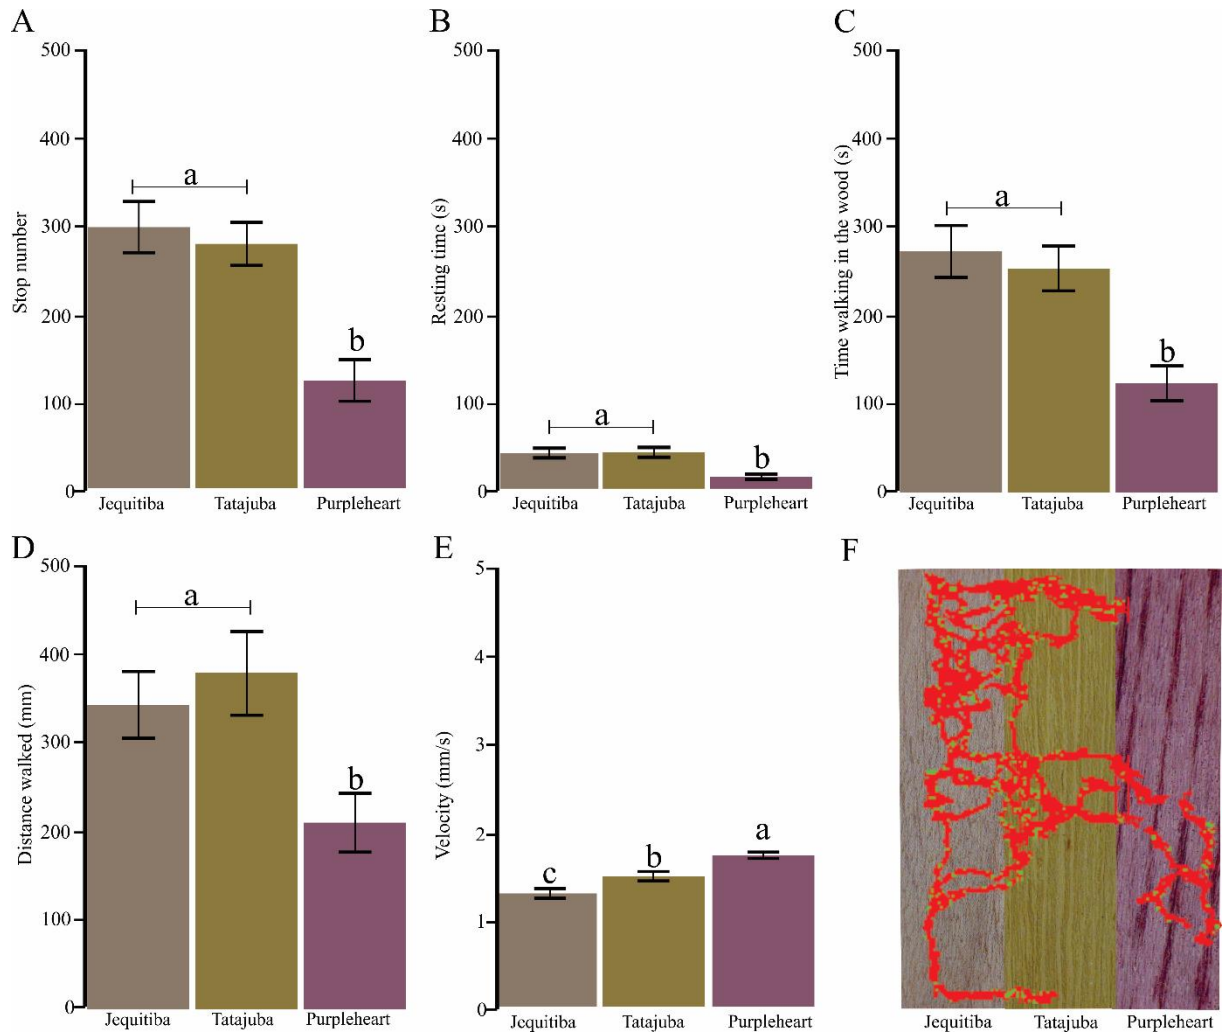 A
500
400
300
200
100
0
Stop number
a
b
Jequitiba
Tatajuba
Purpleheart
B
500
400
300
200
100
0
Resting time (s)
a
b
Jequitiba
Tatajuba
Purpleheart
C
500
400
300
200
100
0
Time walking in the wood (s)
a
b
Jequitiba
Tatajuba
Purpleheart
D
500
400
300
200
100
0
Distance walked (mm)
a
b
Jequitiba
Tatajuba
Purpleheart
E
5
4
3
2
1
0
Velocity (mm/s)
c
b
a
Jequitiba
Tatajuba
Purpleheart
F
Jequitiba
Tatajuba
Purpleheart